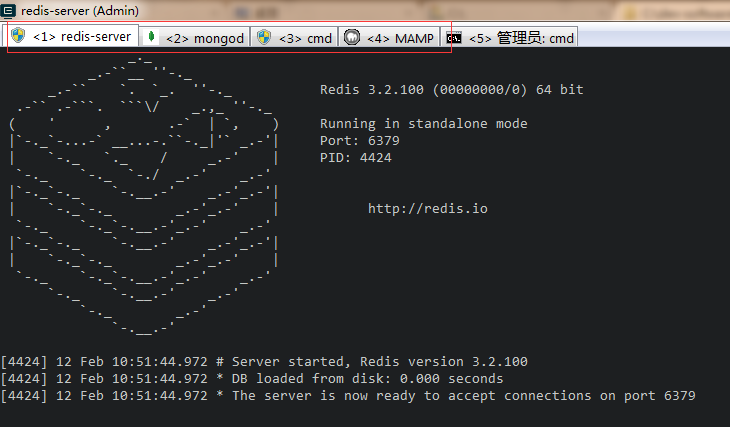 redis-server (Admin)
<1> redis-server <2> mongod <3> cmd <4> MAMP <5> 管理员: cmd
Redis 3.2.100 (00000000/0) 64 bit
Running in standalone mode
Port: 6379
PID: 4424
http://redis.io
[4424] 12 Feb 10:51:44.972 # Server started, Redis version 3.2.100
[4424] 12 Feb 10:51:44.972 * DB loaded from disk: 0.000 seconds
[4424] 12 Feb 10:51:44.972 * The server is now ready to accept connections on port 6379